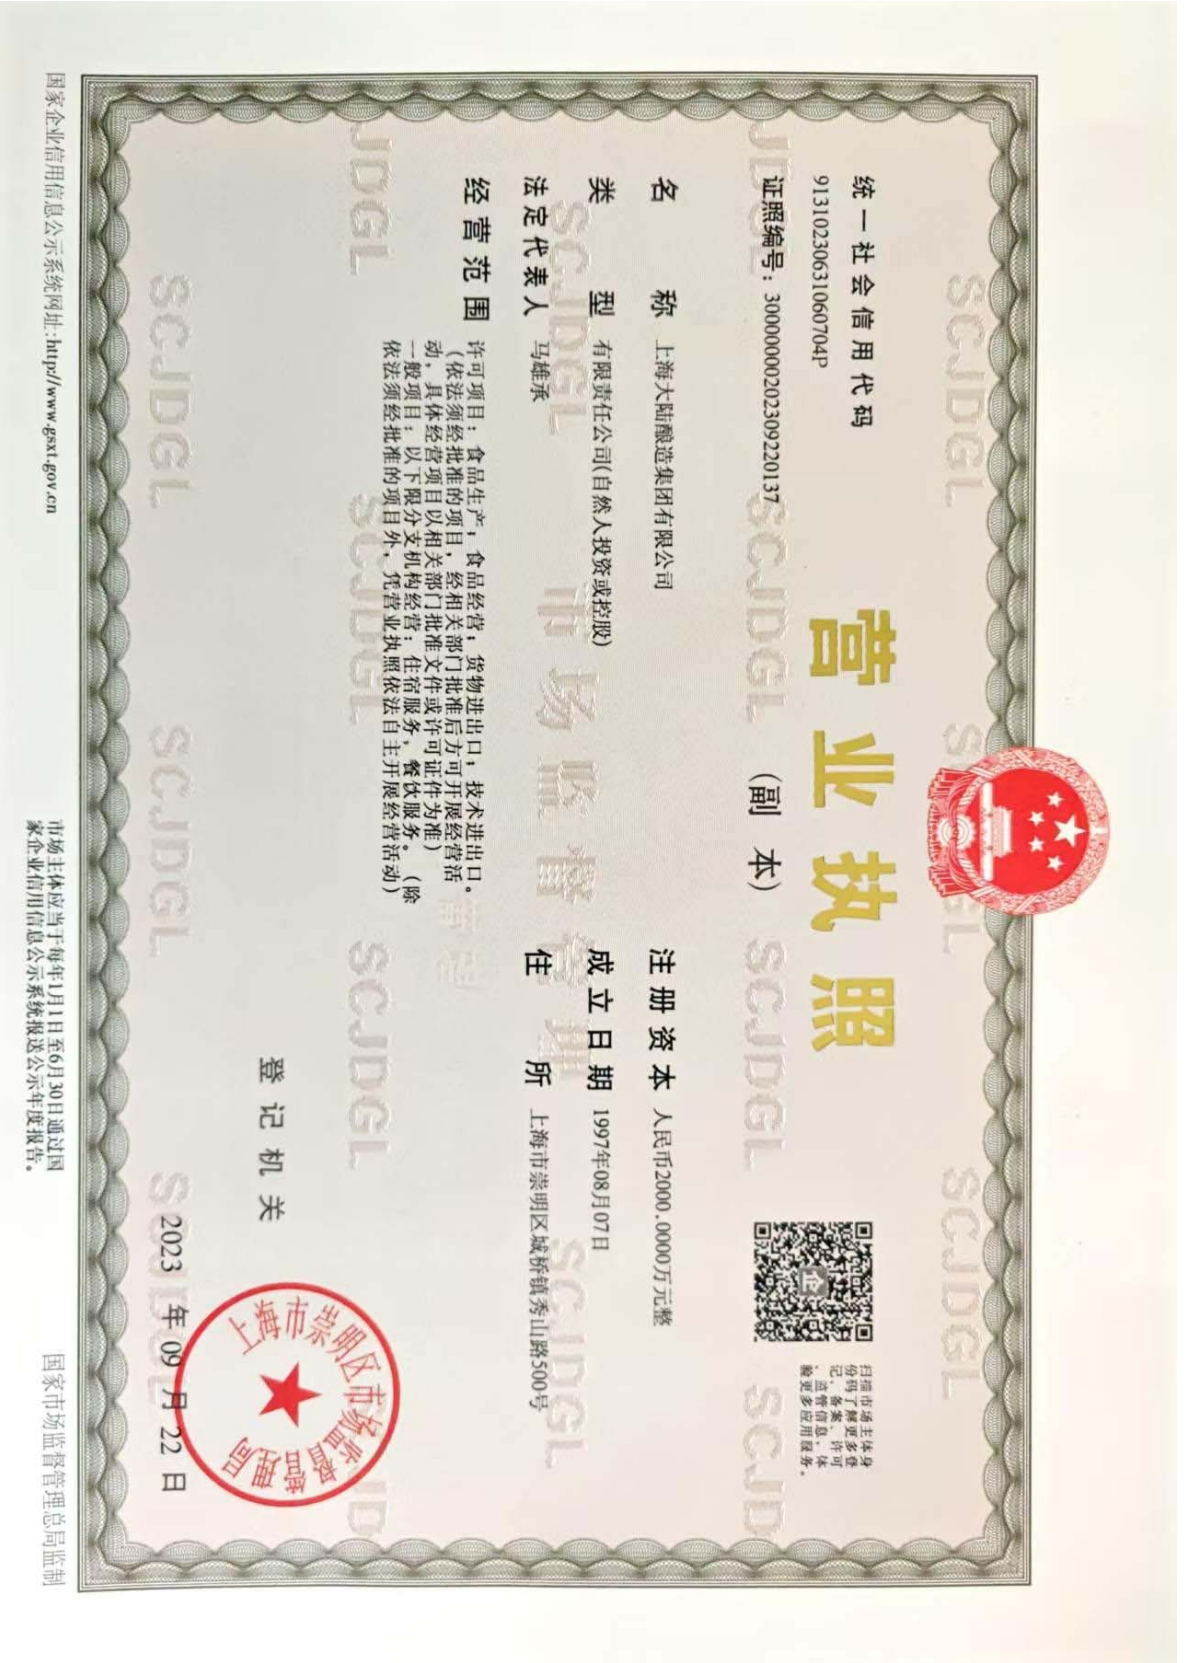 统一社会信用代码
91310230631060704P
证照编号：30000000202309220137
营业执照
(副 本)
扫描市场主体身
份码了解更多登
记、备案、许可
、监管信息，体
验更多应用服务。
名 称 上海大陆酿造集团有限公司
类 型 有限责任公司(自然人投资或控股)
法定代表人 马雄承
经营范围 许可项目：食品生产；食品经营；货物进出口；技术进出口。
（依法须经批准的项目，经相关部门批准后方可开展经营活
动，具体经营项目以相关部门批准文件或许可证件为准）
一般项目：以下限分支机构经营：住宿服务，餐饮服务。（除
依法须经批准的项目外，凭营业执照依法自主开展经营活动）
注册资本 人民币2000.0000万元整
成立日期 1997年08月07日
住 所 上海市崇明区城桥镇秀山路500号
登记机关
上海市崇明区市场监督管理局
2023 年 09 月 22 日
国家企业信用信息公示系统网址:http://www.gsxt.gov.cn
市场主体应当于每年1月1日至6月30日通过国
家企业信用信息公示系统报送公示年度报告。
国家市场监督管理总局监制
SCJDGL
市场监督管理
企